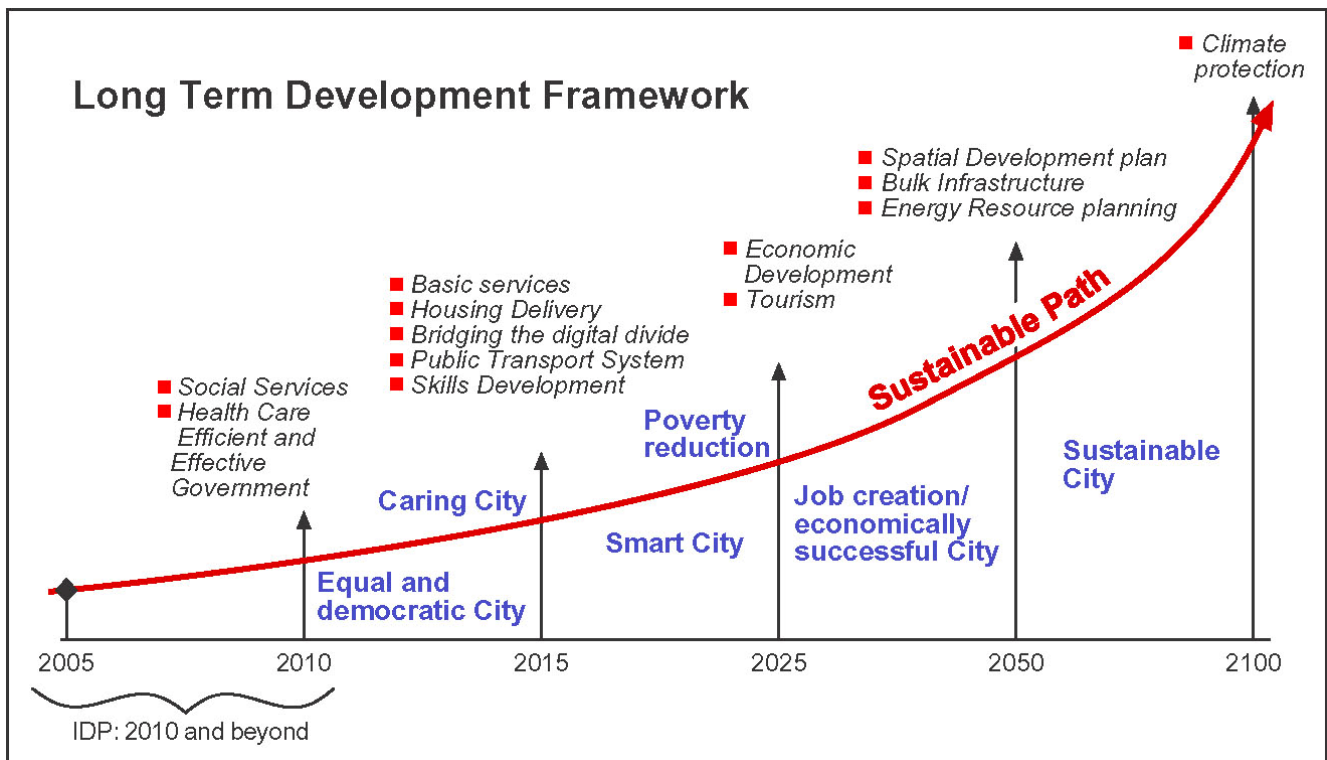 Long Term Development Framework
Climate
protection
Spatial Development plan
Bulk Infrastructure
Energy Resource planning
Economic
Development
Tourism
Basic services
Housing Delivery
Bridging the digital divide
Public Transport System
Skills Development
Social Services
Health Care
Efficient and
Effective
Government
Sustainable Path
Poverty
reduction
Caring City
Sustainable
City
Job creation/
economically
successful City
Smart City
Equal and
democratic City
2005
2010
2015
2025
2050
2100
IDP: 2010 and beyond